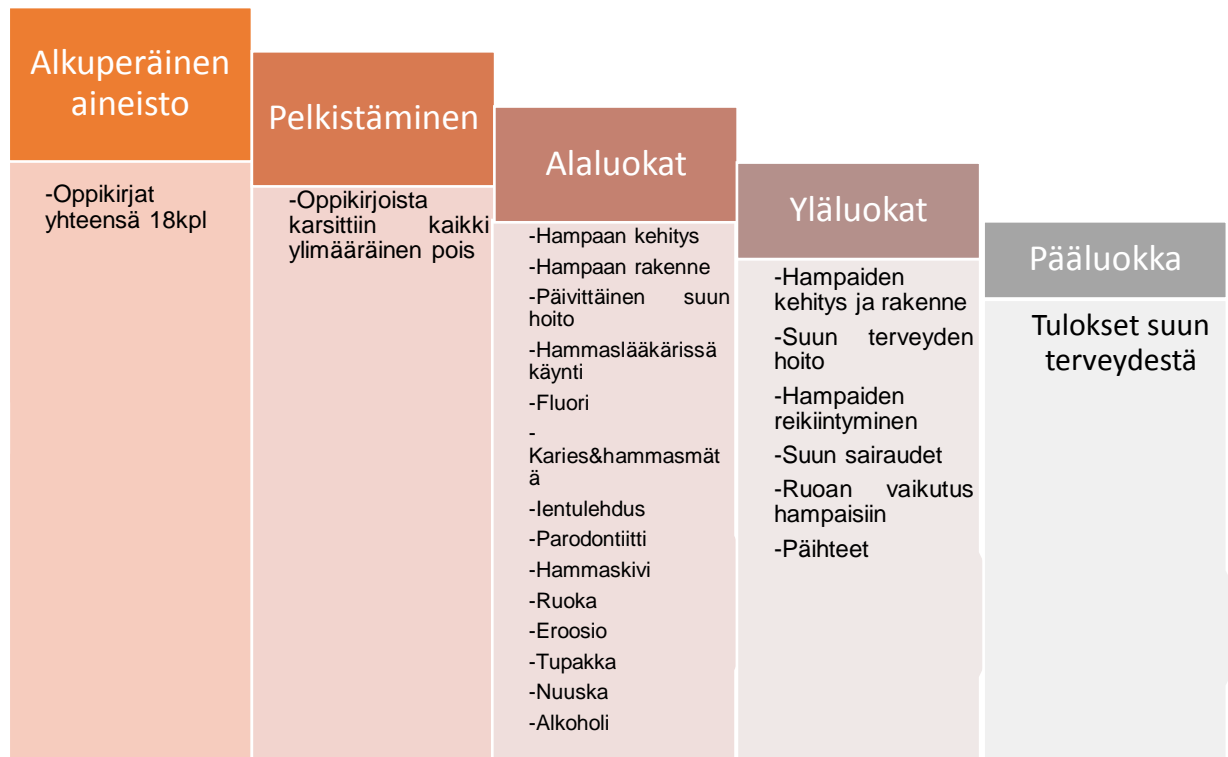 Alkuperäinen
aineisto
-Oppikirjat
yhteensä 18kpl
Pelkistäminen
-Oppikirjoista
karsittiin kaikki
ylimääräinen pois
Alaluokat
-Hampaan kehitys
-Hampaan rakenne
-Päivittäinen suun
hoito
-Hammaslääkärissä
käynti
-Fluori
-
Karies&hammasmät
ä
-Ientulehdus
-Parodontiitti
-Hammaskivi
-Ruoka
-Eroosio
-Tupakka
-Nuuska
-Alkoholi
Yläluokat
-Hampaiden
kehitys ja rakenne
-Suun terveyden
hoito
-Hampaiden
reikiintyminen
-Suun sairaudet
-Ruoan vaikutus
hampaisiin
-Päihteet
Pääluokka
Tulokset suun
terveydestä